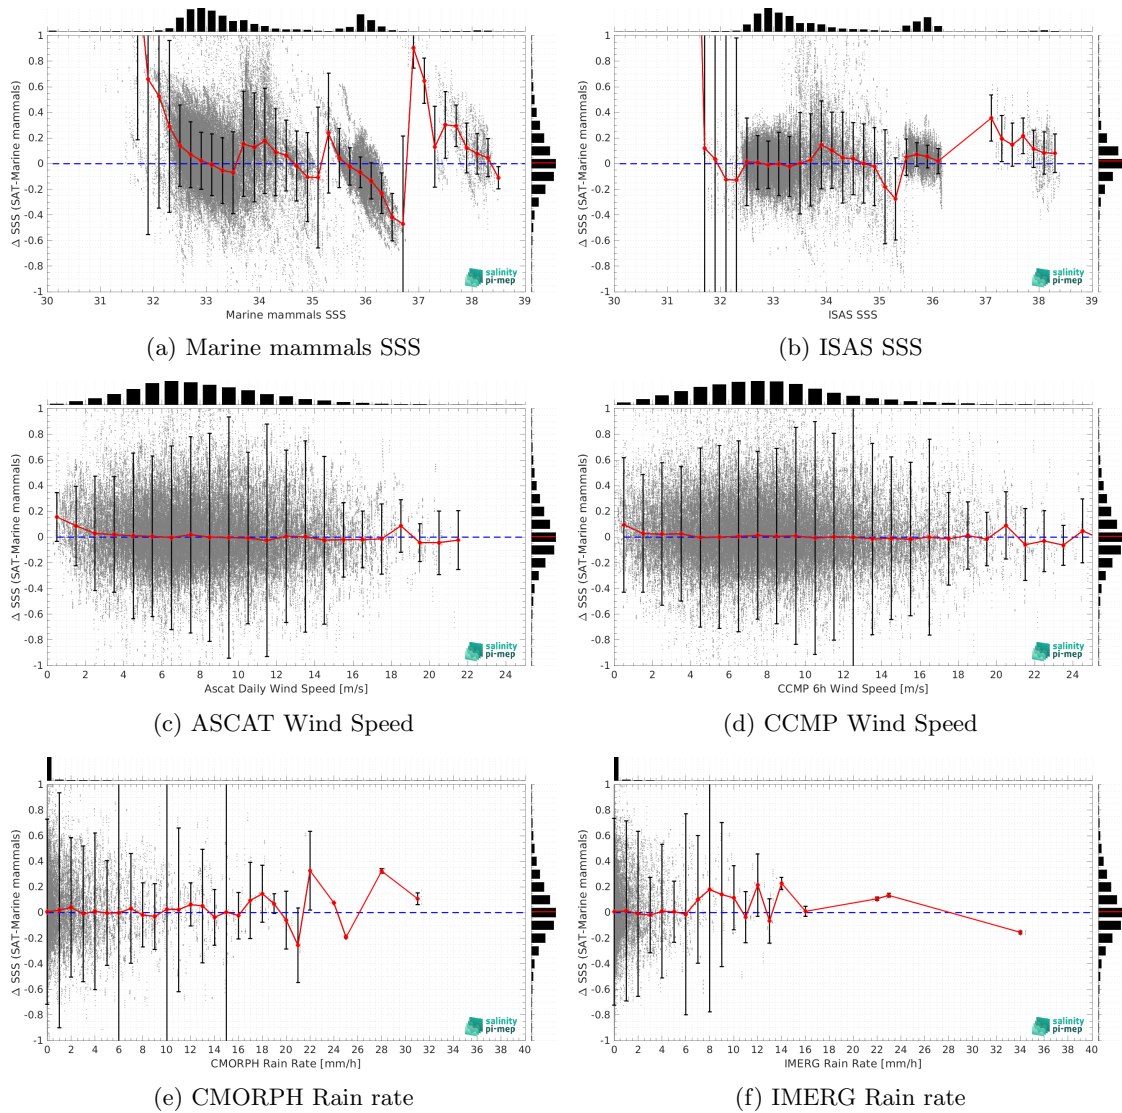 Δ SSS (SAT-Marine mammals)
1
0.8
0.6
0.4
0.2
0
-0.2
-0.4
-0.6
-0.8
-1
30 31 32 33 34 35 36 37 38 39
Marine mammals SSS
salinity
pi-mep
(a) Marine mammals SSS
Δ SSS (SAT-Marine mammals)
1
0.8
0.6
0.4
0.2
0
-0.2
-0.4
-0.6
-0.8
-1
30 31 32 33 34 35 36 37 38 39
ISAS SSS
salinity
pi-mep
(b) ISAS SSS
Δ SSS (SAT-Marine mammals)
1
0.8
0.6
0.4
0.2
0
-0.2
-0.4
-0.6
-0.8
-1
0 2 4 6 8 10 12 14 16 18 20 22 24
Ascat Daily Wind Speed [m/s]
salinity
pi-mep
(c) ASCAT Wind Speed
Δ SSS (SAT-Marine mammals)
1
0.8
0.6
0.4
0.2
0
-0.2
-0.4
-0.6
-0.8
-1
0 2 4 6 8 10 12 14 16 18 20 22 24
CCMP 6h Wind Speed [m/s]
salinity
pi-mep
(d) CCMP Wind Speed
Δ SSS (SAT-Marine mammals)
1
0.8
0.6
0.4
0.2
0
-0.2
-0.4
-0.6
-0.8
-1
0 2 4 6 8 10 12 14 16 18 20 22 24 26 28 30 32 34 36 38 40
CMORPH Rain Rate [mm/h]
salinity
pi-mep
(e) CMORPH Rain rate
Δ SSS (SAT-Marine mammals)
1
0.8
0.6
0.4
0.2
0
-0.2
-0.4
-0.6
-0.8
-1
0 2 4 6 8 10 12 14 16 18 20 22 24 26 28 30 32 34 36 38 40
IMERG Rain Rate [mm/h]
salinity
pi-mep
(f) IMERG Rain rate